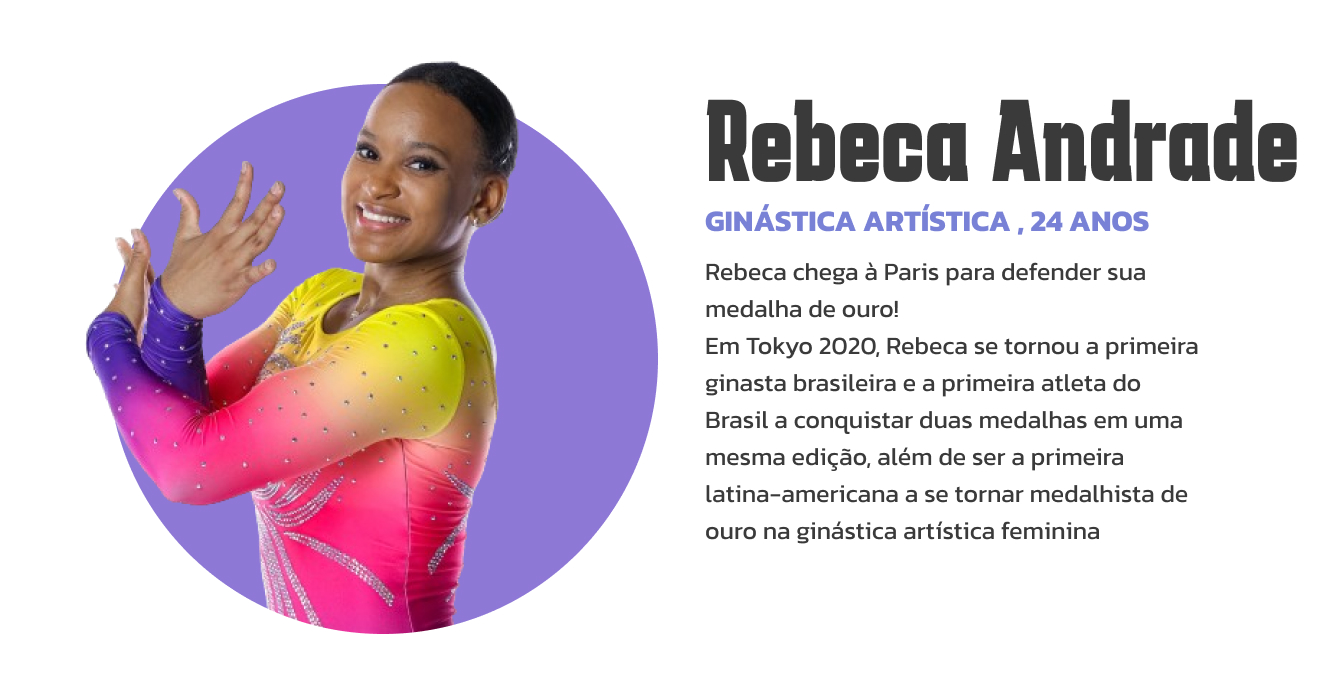 Rebeca Andrade
GINÁSTICA ARTÍSTICA , 24 ANOS
Rebeca chega à Paris para defender sua
medalha de ouro!
Em Tokyo 2020, Rebeca se tornou a primeira
ginasta brasileira e a primeira atleta do
Brasil a conquistar duas medalhas em uma
mesma edição, além de ser a primeira
latina-americana a se tornar medalhista de
ouro na ginástica artística feminina